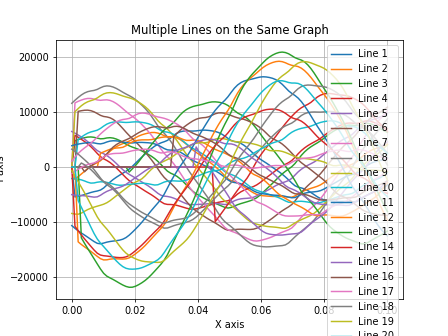 Multiple Lines on the Same Graph
20000
10000
0
−10000
−20000
0.00
0.02
0.04
0.06
X axis
Line 1
Line 2
Line 3
Line 4
Line 5
Line 6
Line 7
Line 8
Line 9
Line 10
Line 11
Line 12
Line 13
Line 14
Line 15
Line 16
Line 17
Line 18
Line 19
Line 20